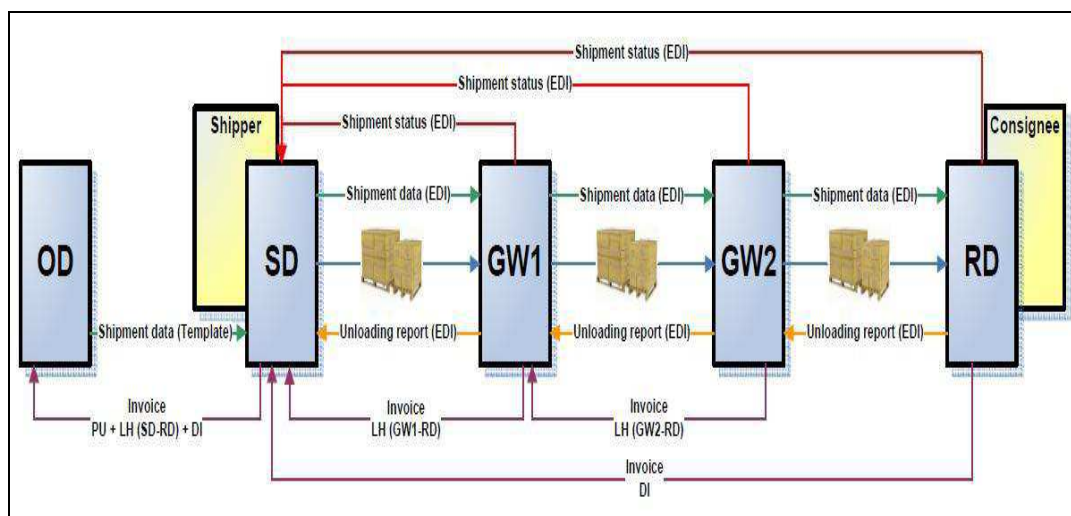 Shipment status (EDI)
Shipment status (EDI)
Shipment status (EDI)
Shipper
Consignee
Shipment data (EDI)
Shipment data (EDI)
Shipment data (EDI)
OD
SD
GW1
GW2
RD
Shipment data (Template)
Unloading report (EDI)
Unloading report (EDI)
Unloading report (EDI)
Invoice
PU + LH (SD-RD) + DI
Invoice
LH (GW1-RD)
Invoice
LH (GW2-RD)
Invoice
DI